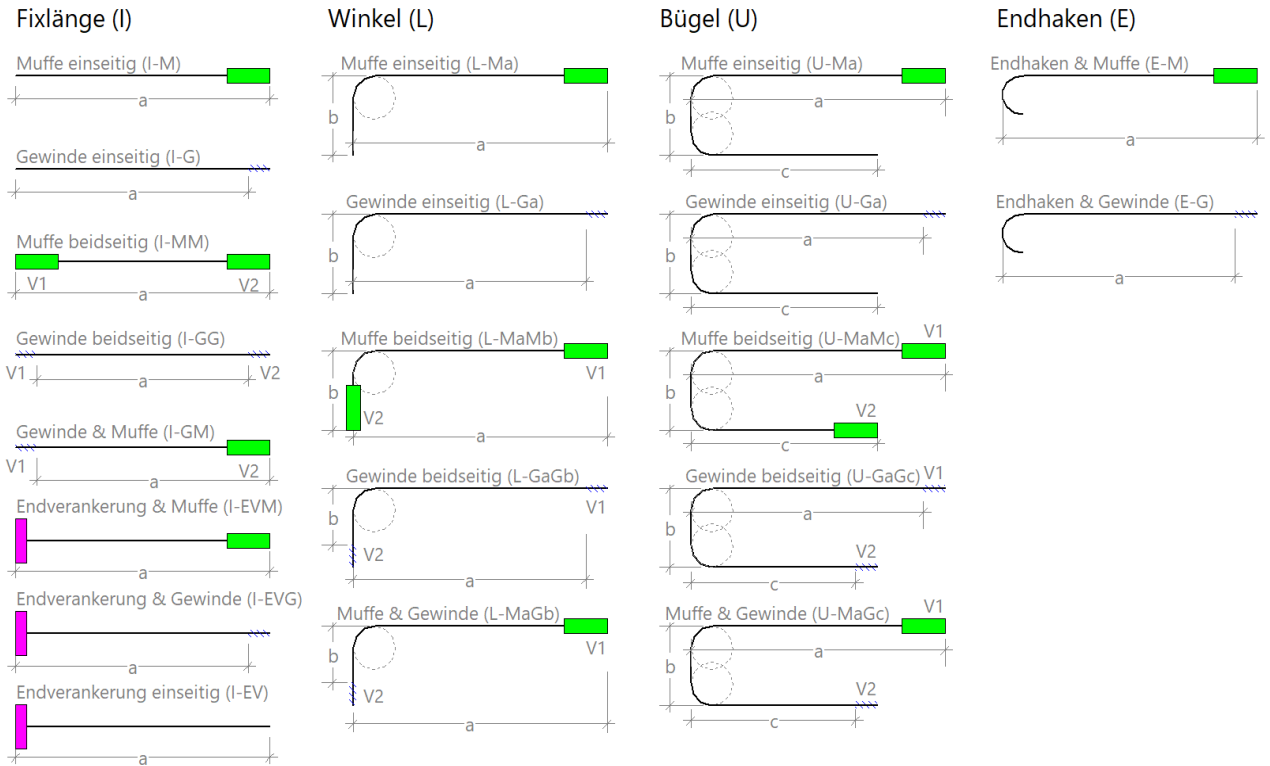 Fixlänge (I)
Muffe einseitig (I-M)
a
Gewinde einseitig (I-G)
a
Muffe beidseitig (I-MM)
V1
V2
a
Gewinde beidseitig (I-GG)
V1
V2
a
Gewinde & Muffe (I-GM)
V1
V2
a
Endverankerung & Muffe (I-EVM)
a
Endverankerung & Gewinde (I-EVG)
a
Endverankerung einseitig (I-EV)
a
Winkel (L)
Muffe einseitig (L-Ma)
b
a
Gewinde einseitig (L-Ga)
b
a
Muffe beidseitig (L-MaMb)
V1
b
V2
a
Gewinde beidseitig (L-GaGb)
V1
b
V2
a
Muffe & Gewinde (L-MaGb)
V1
b
V2
a
Bügel (U)
Muffe einseitig (U-Ma)
a
b
c
Gewinde einseitig (U-Ga)
a
b
c
Muffe beidseitig (U-MaMc)
V1
a
b
V2
c
Gewinde beidseitig (U-GaGc)
V1
a
b
V2
c
Muffe & Gewinde (U-MaGc)
V1
a
b
V2
c
Endhaken (E)
Endhaken & Muffe (E-M)
a
Endhaken & Gewinde (E-G)
a